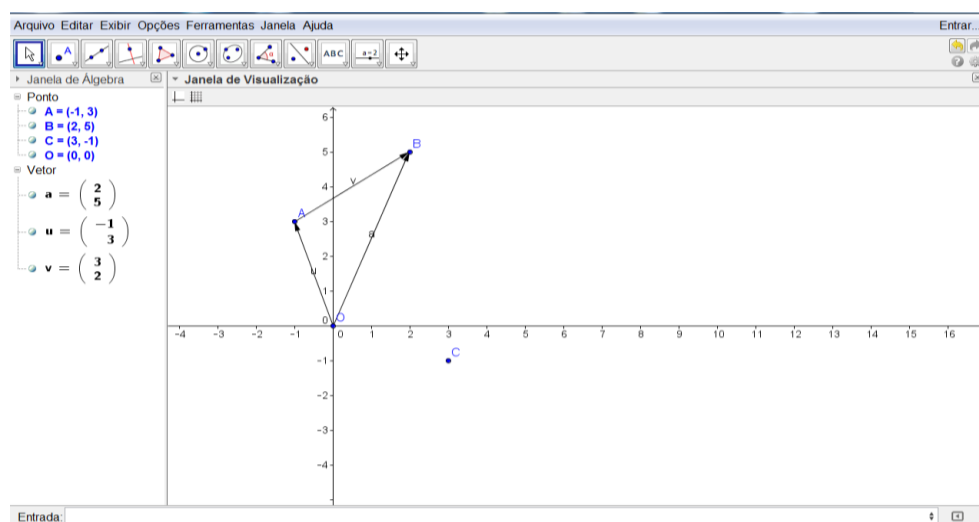 Arquivo Editar Exibir Opções Ferramentas Janela Ajuda Entrar...
A ABC a=2
Janela de Álgebra
Janela de Visualização
Ponto
A = (-1, 3)
B = (2, 5)
C = (3, -1)
O = (0, 0)
Vetor
a = ( 2 5 )
u = ( −1 3 )
v = ( 3 2 )
6
B
5
v
4
A
3
a
2
u
1
0 O
-4 -3 -2 -1 0 1 2 3 4 5 6 7 8 9 10 11 12 13 14 15 16
C
-1
-2
-3
-4
Entrada: